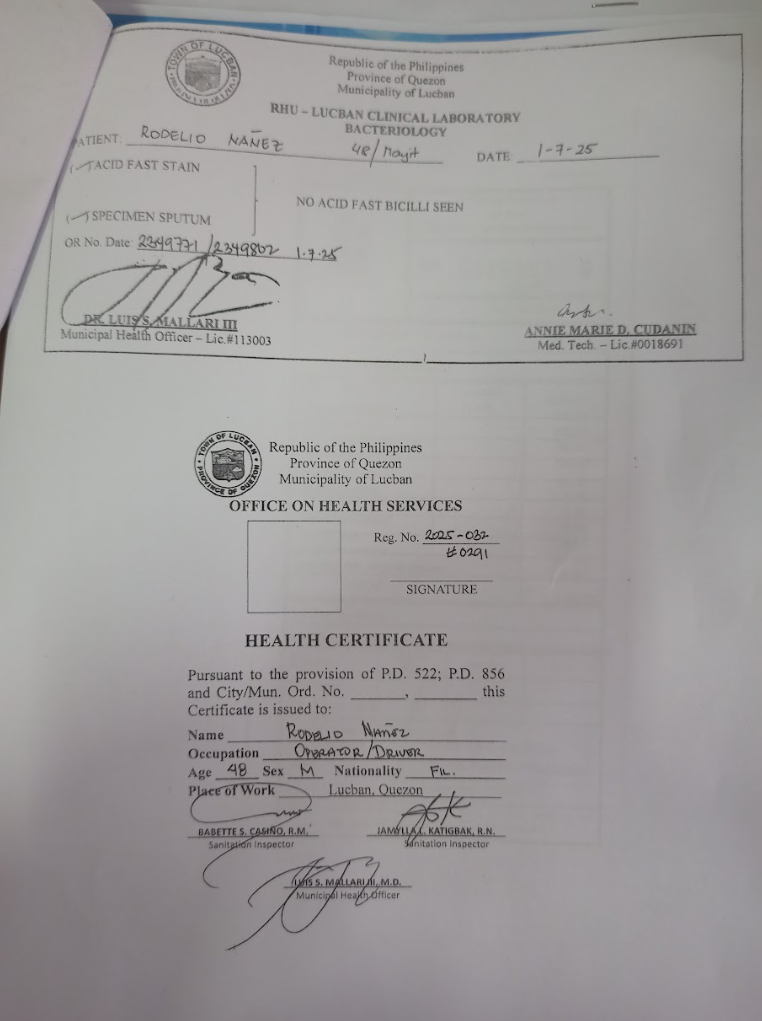 TOWN OF LUCBAN
Republic of the Philippines
Province of Quezon
Municipality of Lucban
RHU – LUCBAN CLINICAL LABORATORY
BACTERIOLOGY
ATIENT: RODELIO NAÑEZ 48/ DATE 1-7-25
(✓) ACID FAST STAIN
NO ACID FAST BICILLI SEEN
(✓) SPECIMEN SPUTUM
OR No. Date: 2349771 /2349802 1.7.25
DR. LUIS S. MALLARI III
Municipal Health Officer – Lic.#113003
ANNIE MARIE D. CUDANIN
Med. Tech. – Lic.#0018691
TOWN OF LUCBAN
PROVINCE OF QUEZON
Republic of the Philippines
Province of Quezon
Municipality of Lucban
OFFICE ON HEALTH SERVICES
Reg. No. 2025-032
#0291
SIGNATURE
HEALTH CERTIFICATE
Pursuant to the provision of P.D. 522; P.D. 856
and City/Mun. Ord. No. ______, ________ this
Certificate is issued to:
Name RODELIO NAÑEZ
Occupation OPERATOR/DRIVER
Age 48 Sex M Nationality FIL.
Place of Work Lucban, Quezon
BABETTE S. CASIÑO, R.M.
Sanitation Inspector
KATIGBAK, R.N.
Sanitation Inspector
LUIS S. MALLARI III, M.D.
Municipal Health Officer